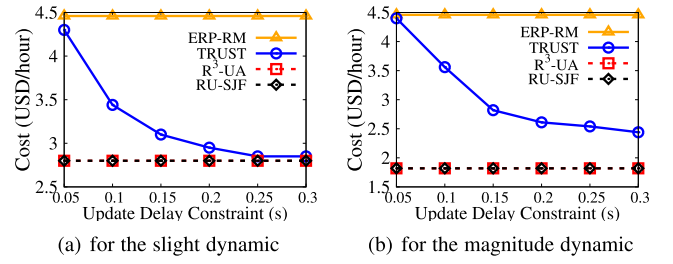 4.5
4
3.5
3
2.5
Cost (USD/hour)
ERP-RM
TRUST
R³-UA
RU-SJF
0.05 0.1 0.15 0.2 0.25 0.3
Update Delay Constraint (s)
(a) for the slight dynamic
4.5
4
3.5
3
2.5
2
1.5
Cost (USD/hour)
ERP-RM
TRUST
R³-UA
RU-SJF
0.05 0.1 0.15 0.2 0.25 0.3
Update Delay Constraint (s)
(b) for the magnitude dynamic